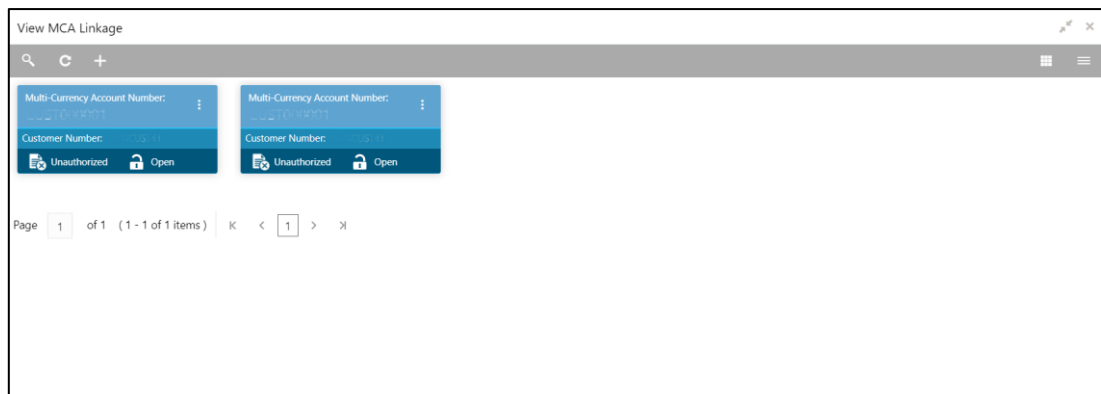 View MCA Linkage
Multi-Currency Account Number:
Customer Number:
Unauthorized Open
Multi-Currency Account Number:
Customer Number:
Unauthorized Open
Page 1 of 1 ( 1 - 1 of 1 items ) 1